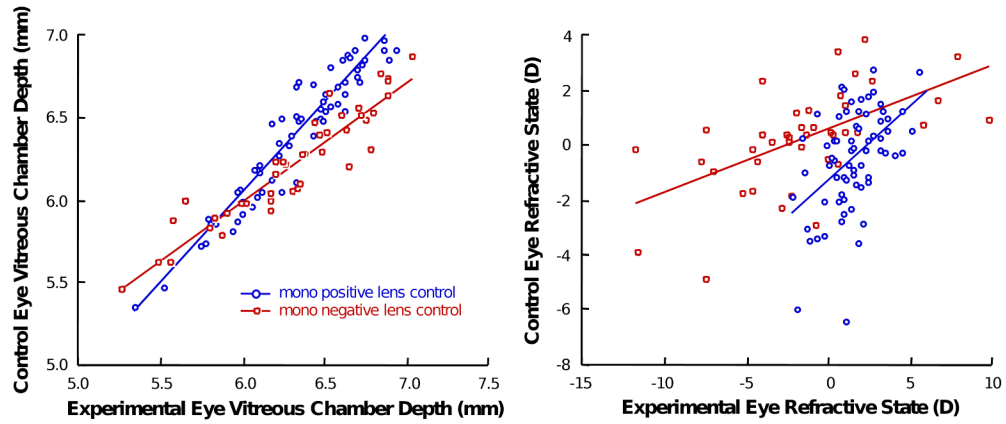 Control Eye Vitreous Chamber Depth (mm)
7.0
6.5
6.0
5.5
5.0
mono positive lens control
mono negative lens control
5.0 5.5 6.0 6.5 7.0 7.5
Experimental Eye Vitreous Chamber Depth (mm)
Control Eye Refractive State (D)
4
2
0
-2
-4
-6
-8
-15 -10 -5 0 5 10
Experimental Eye Refractive State (D)